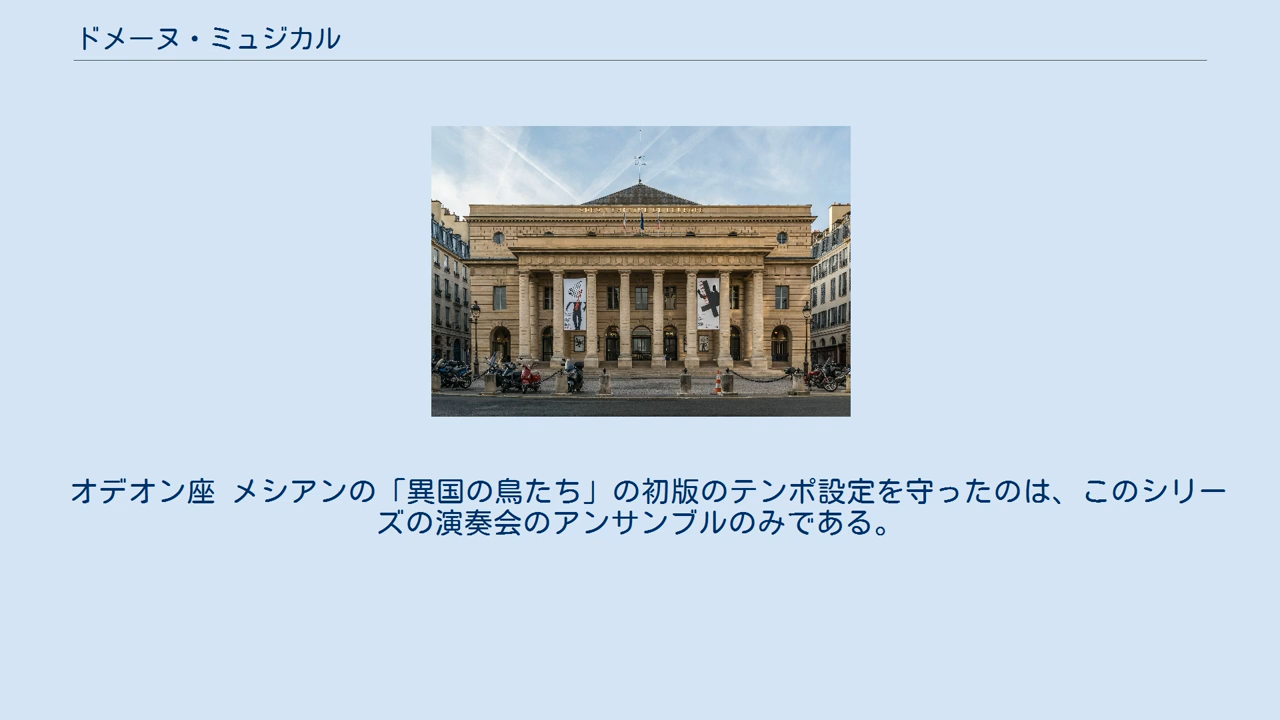 ドメーヌ・ミュジカル
オデオン座 メシアンの「異国の鳥たち」の初版のテンポ設定を守ったのは、このシリー
ズの演奏会のアンサンブルのみである。